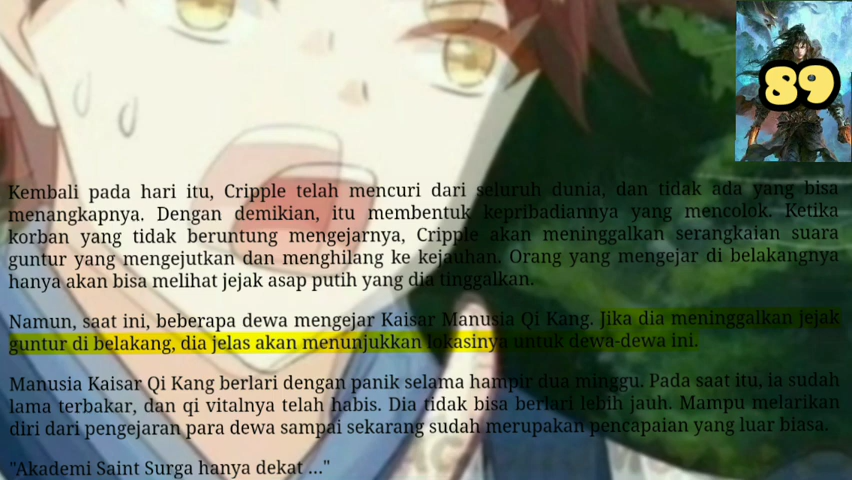 89
Kembali pada hari itu, Cripple telah mencuri dari seluruh dunia, dan tidak ada yang bisa
menangkapnya. Dengan demikian, itu membentuk kepribadiannya yang mencolok. Ketika
korban yang tidak beruntung mengejarnya, Cripple akan meninggalkan serangkaian suara
guntur yang mengejutkan dan menghilang ke kejauhan. Orang yang mengejar di belakangnya
hanya akan bisa melihat jejak asap putih yang dia tinggalkan.
Namun, saat ini, beberapa dewa mengejar Kaisar Manusia Qi Kang. Jika dia meninggalkan jejak
guntur di belakang, dia jelas akan menunjukkan lokasinya untuk dewa-dewa ini.
Manusia Kaisar Qi Kang berlari dengan panik selama hampir dua minggu. Pada saat itu, ia sudah
lama terbakar, dan qi vitalnya telah habis. Dia tidak bisa berlari lebih jauh. Mampu melarikan
diri dari pengejaran para dewa sampai sekarang sudah merupakan pencapaian yang luar biasa.
"Akademi Saint Surga hanya dekat ..."